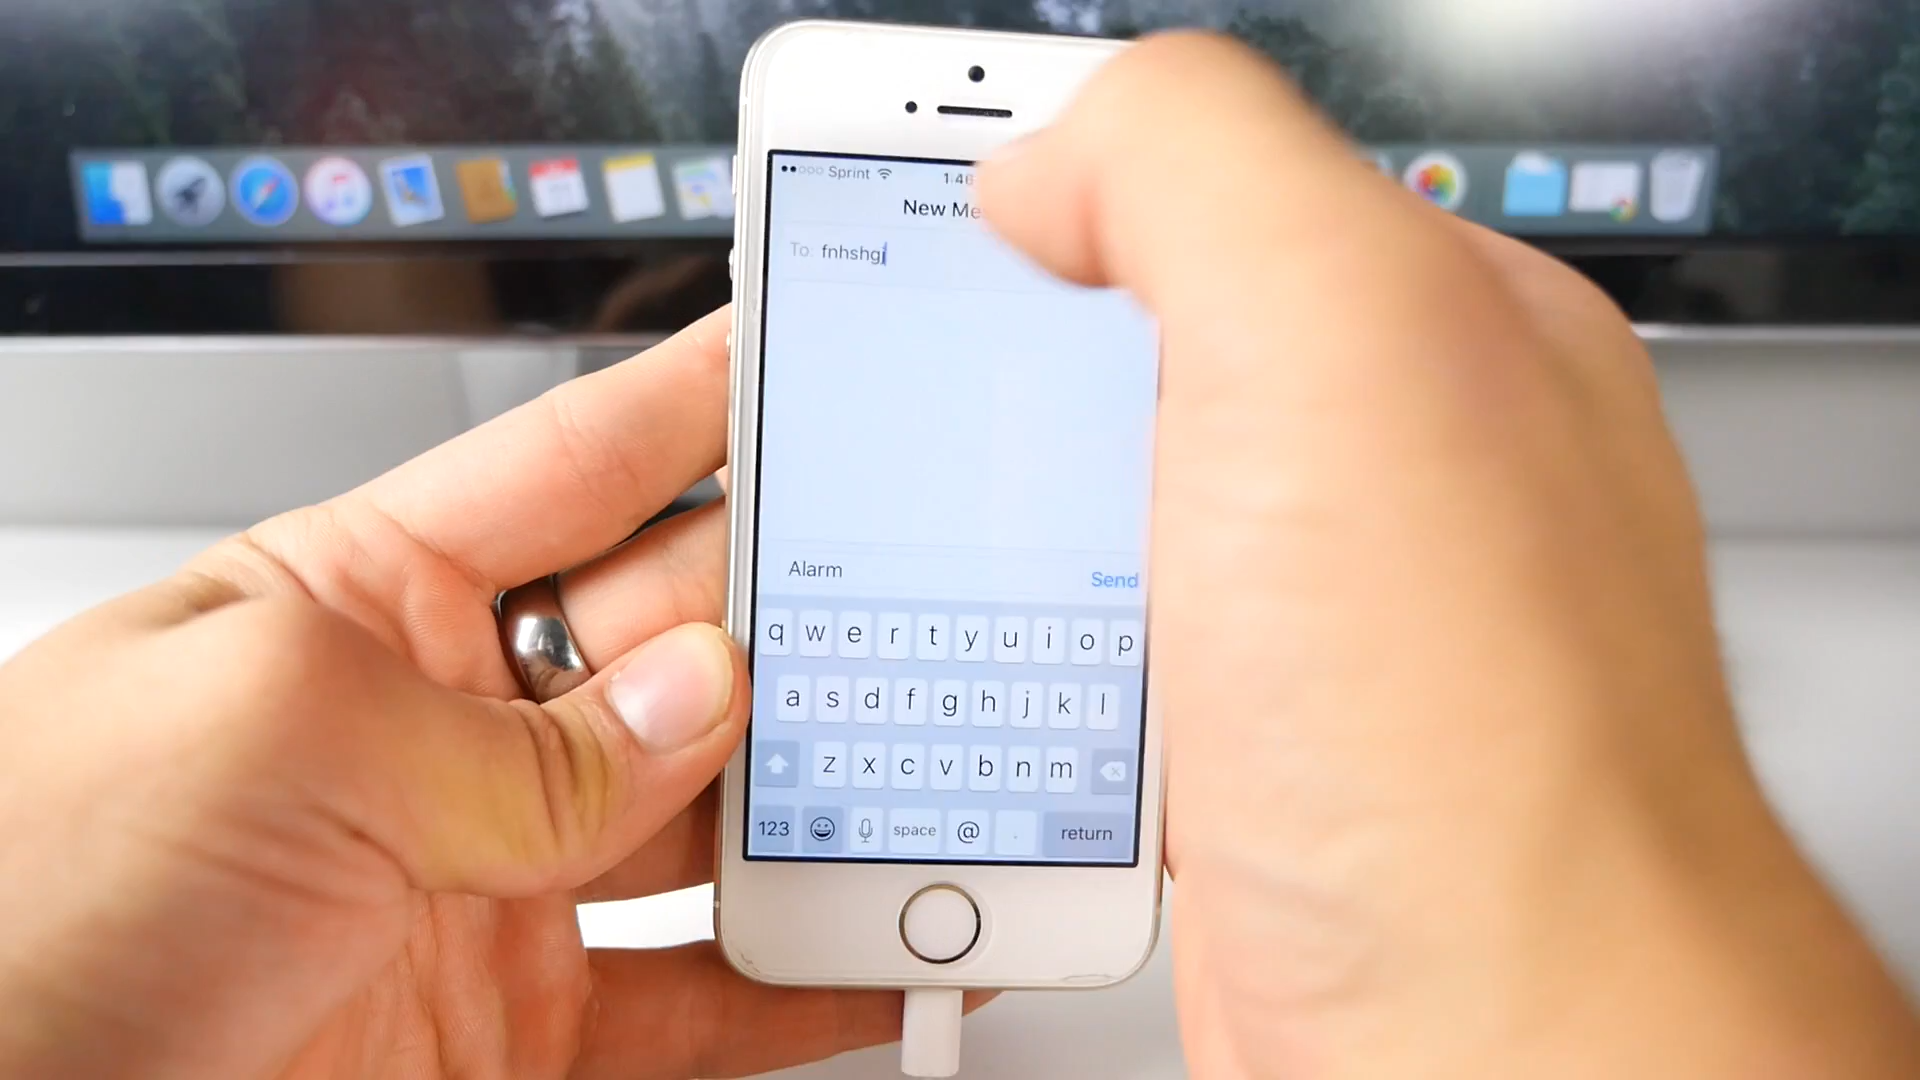 Sprint 1:46
New Me
To: fnhshgj
Alarm
Send
q w e r t y u i o p
a s d f g h j k l
z x c v b n m
123 space @ . return